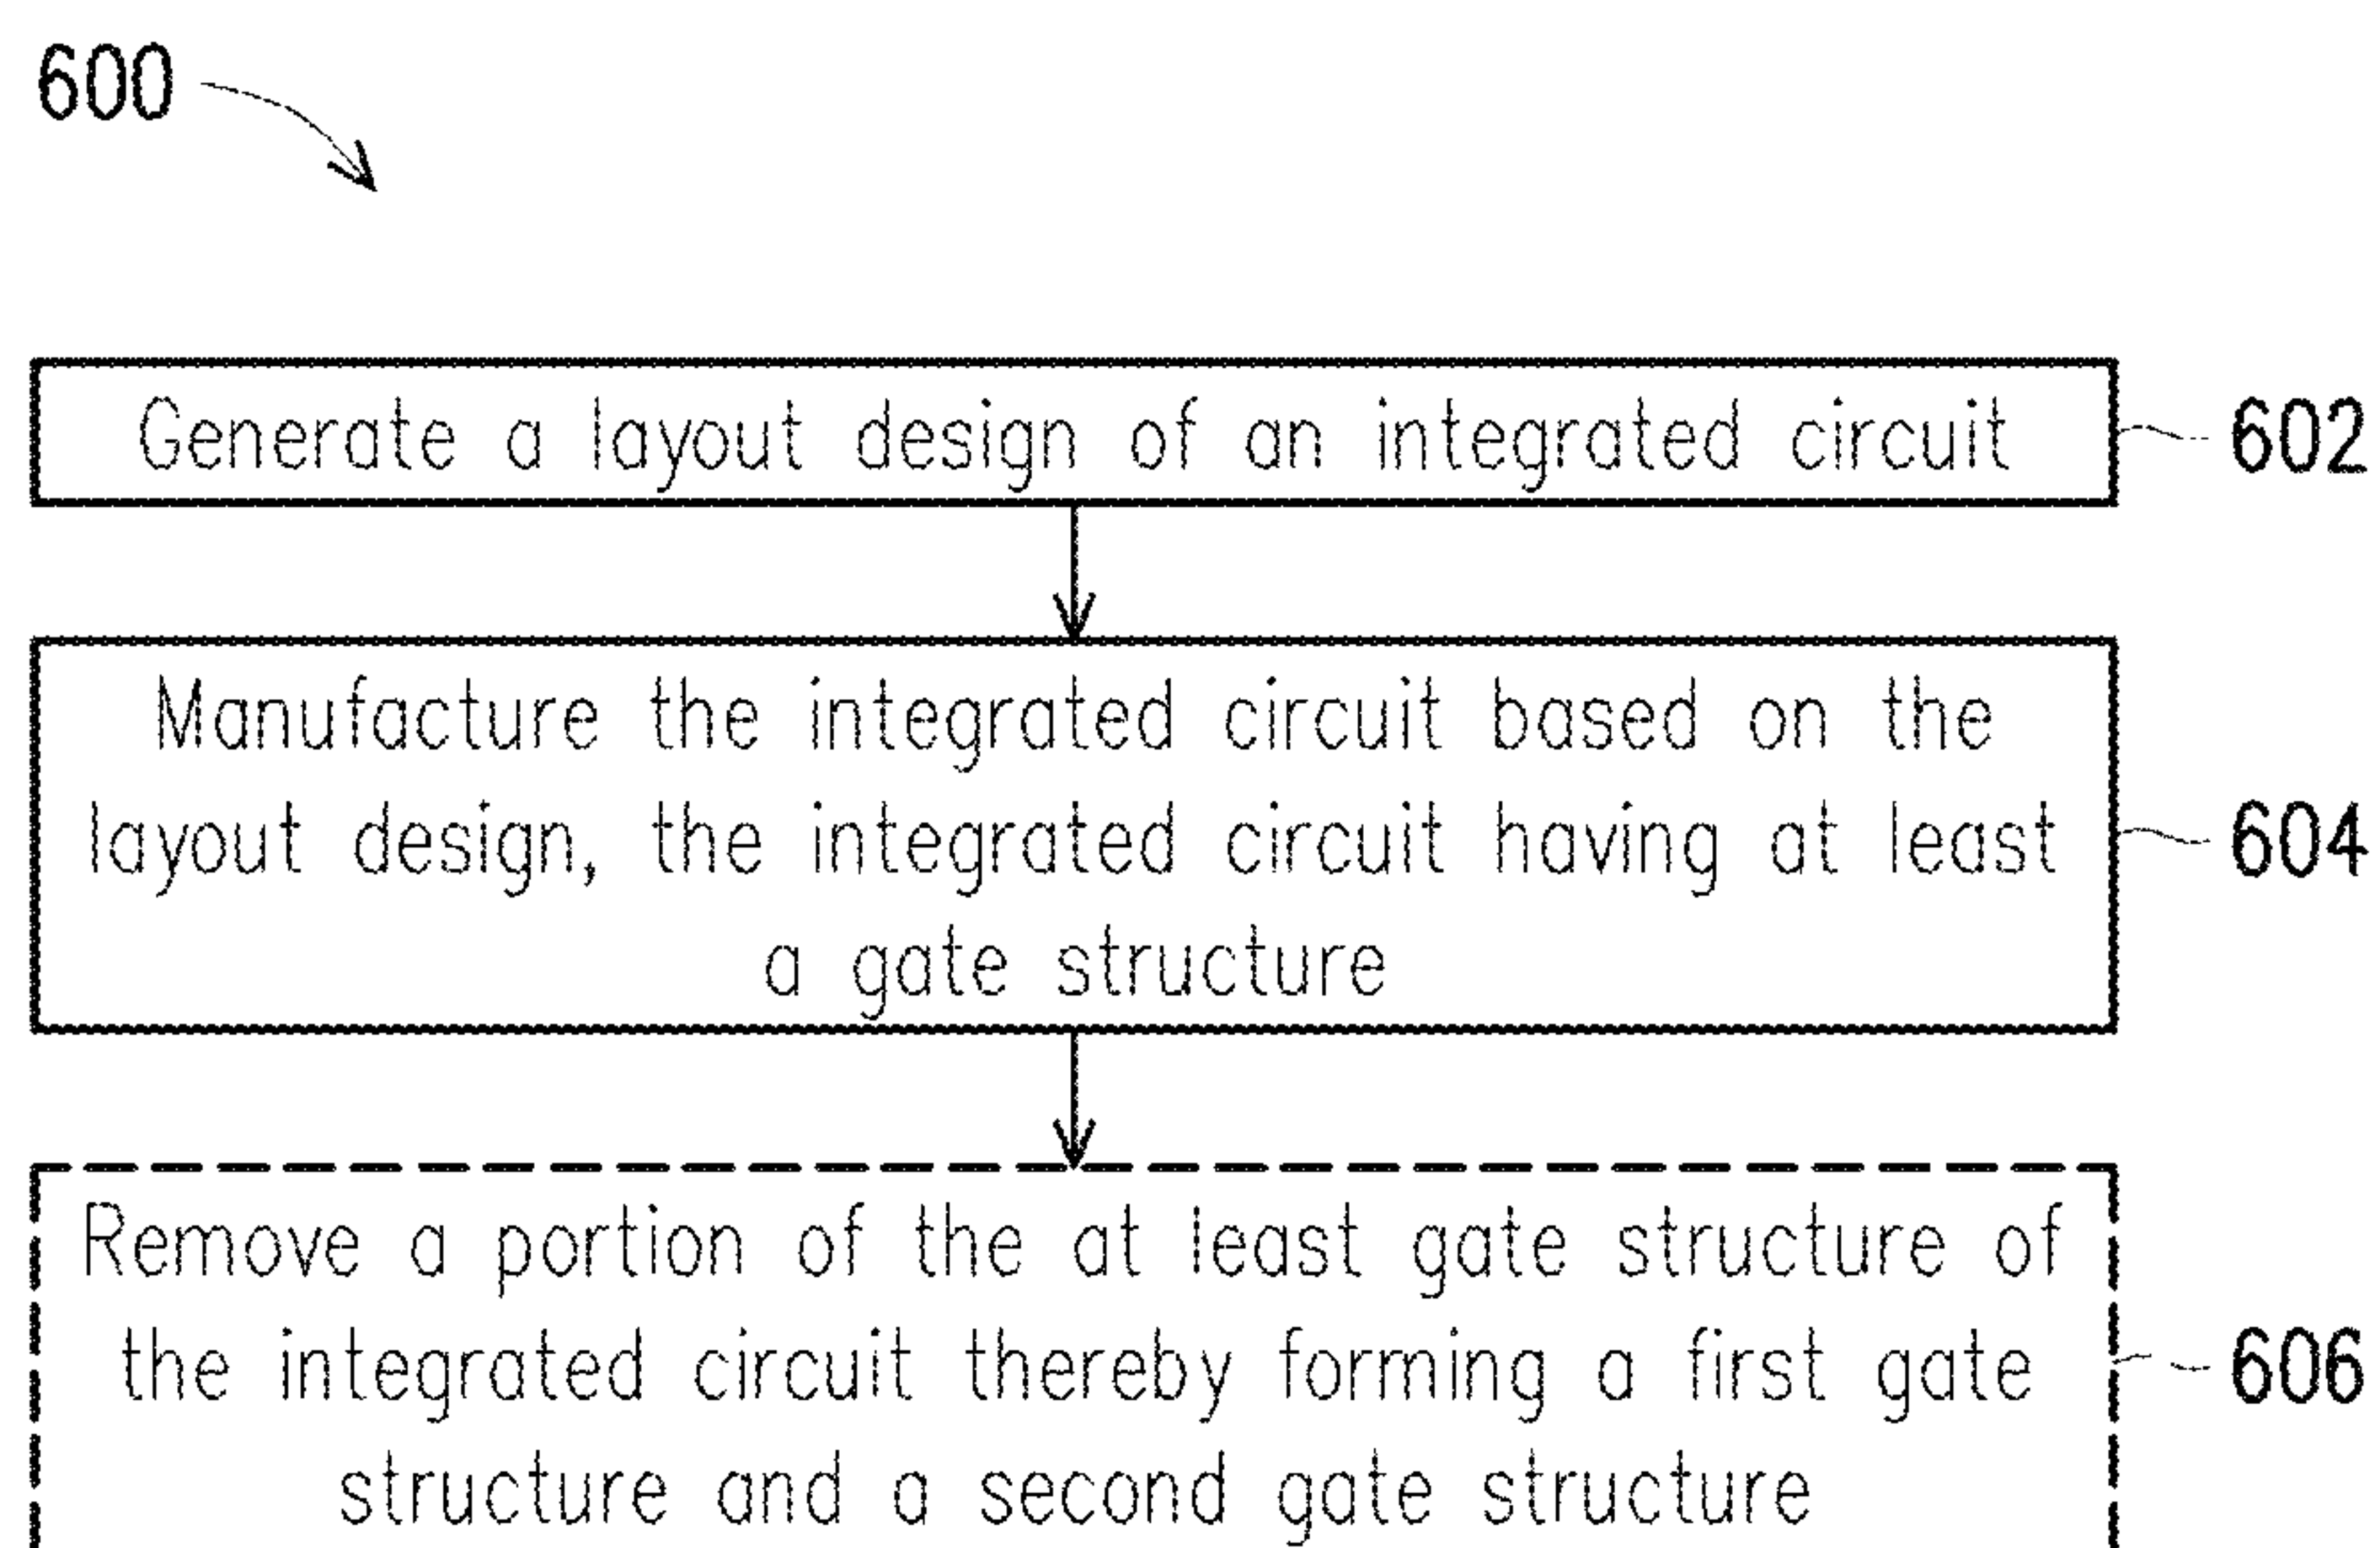 600
Generate a layout design of an integrated circuit
602
Manufacture the integrated circuit based on the
layout design, the integrated circuit having at least
a gate structure
604
Remove a portion of the at least gate structure of
the integrated circuit thereby forming a first gate
structure and a second gate structure
606